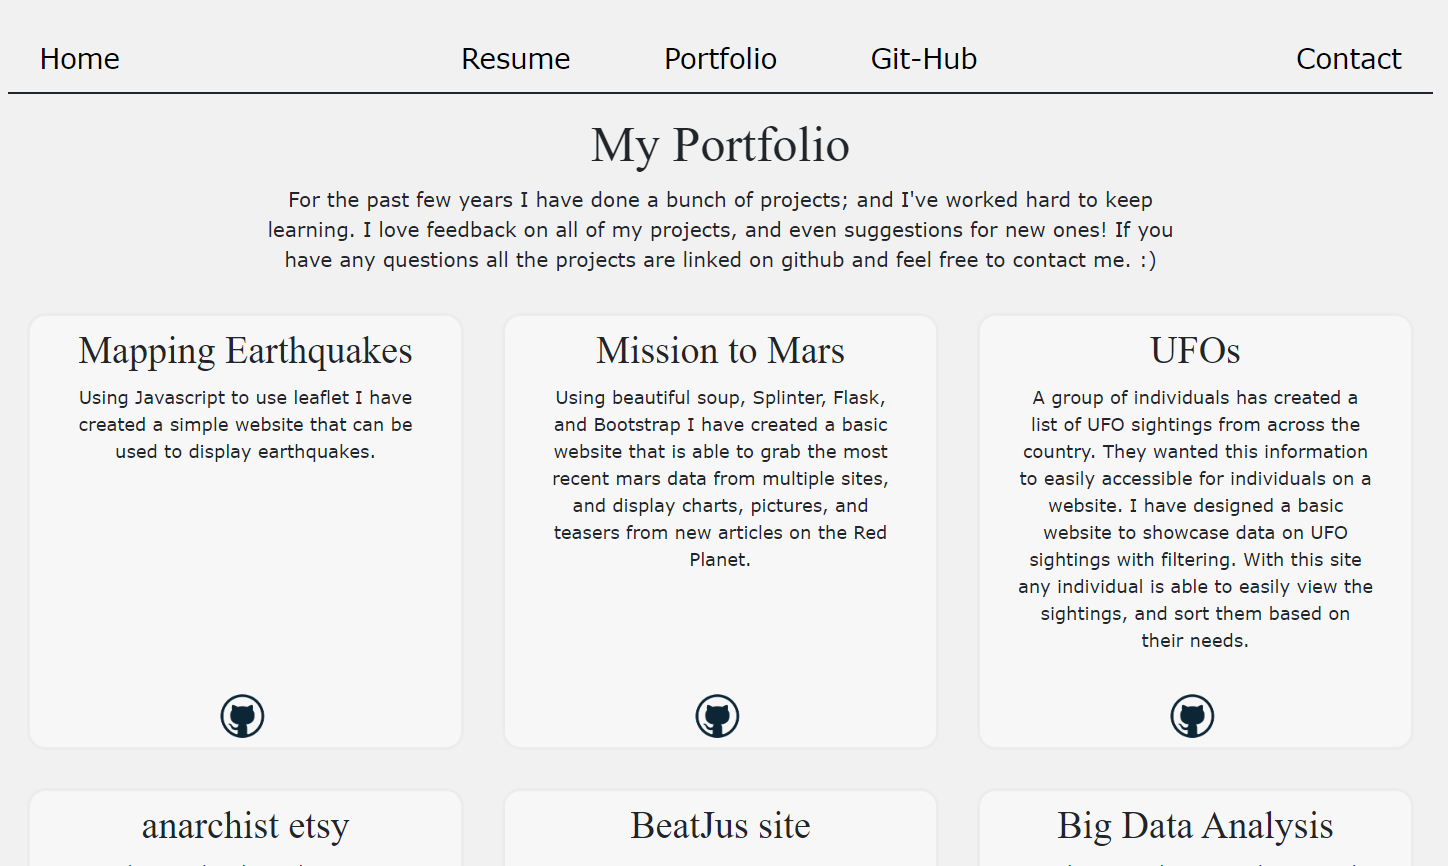 Home Resume Portfolio Git-Hub Contact
My Portfolio
For the past few years I have done a bunch of projects; and I've worked hard to keep
learning. I love feedback on all of my projects, and even suggestions for new ones! If you
have any questions all the projects are linked on github and feel free to contact me. :)
Mapping Earthquakes
Using Javascript to use leaflet I have
created a simple website that can be
used to display earthquakes.
Mission to Mars
Using beautiful soup, Splinter, Flask,
and Bootstrap I have created a basic
website that is able to grab the most
recent mars data from multiple sites,
and display charts, pictures, and
teasers from new articles on the Red
Planet.
UFOs
A group of individuals has created a
list of UFO sightings from across the
country. They wanted this information
to easily accessible for individuals on a
website. I have designed a basic
website to showcase data on UFO
sightings with filtering. With this site
any individual is able to easily view the
sightings, and sort them based on
their needs.
anarchist etsy
BeatJus site
Big Data Analysis